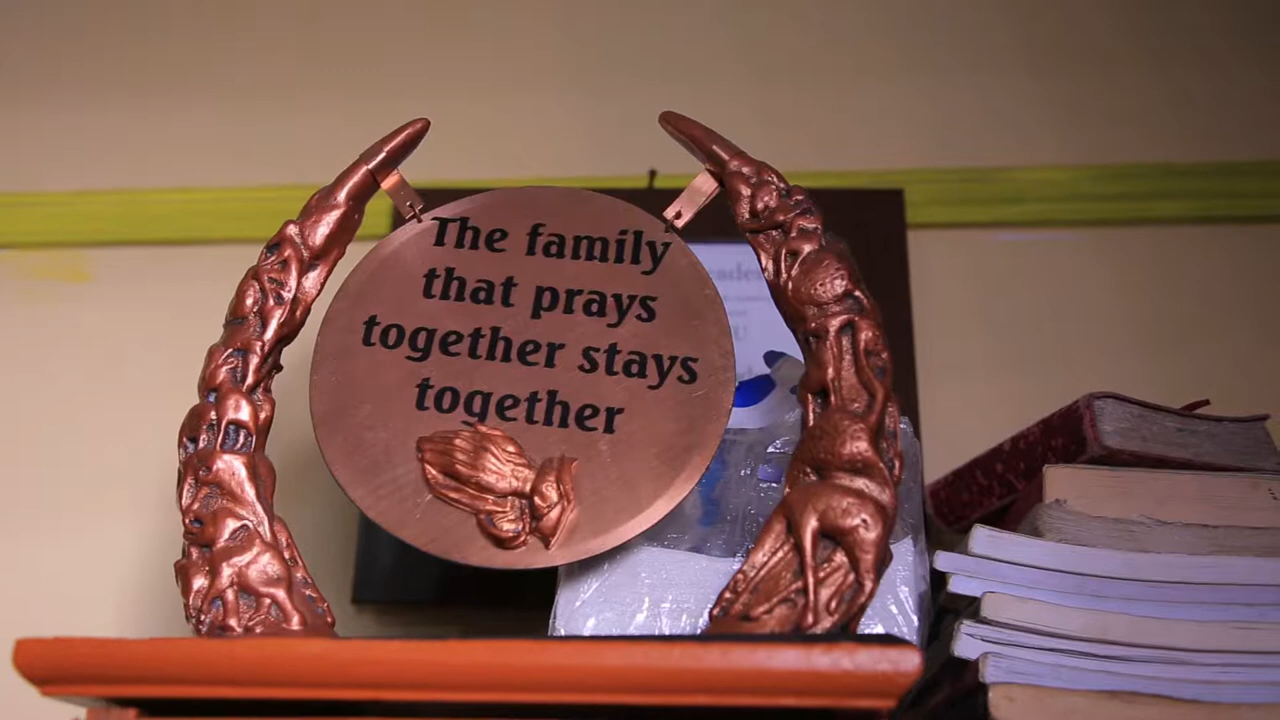 The family
that prays
together stays
together